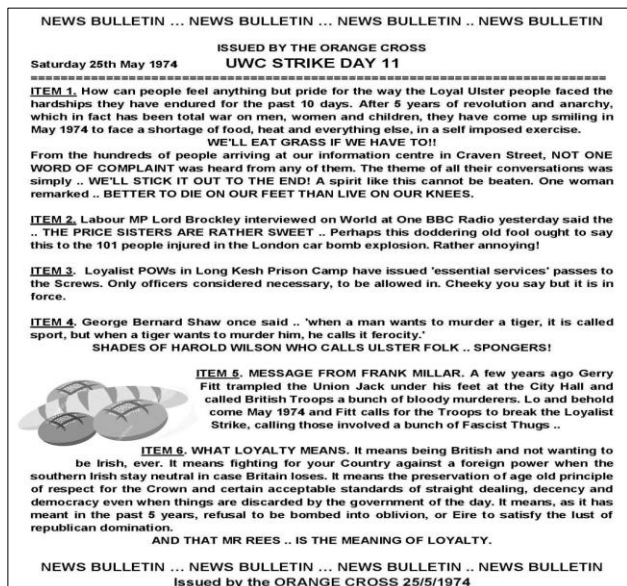 NEWS BULLETIN … NEWS BULLETIN … NEWS BULLETIN .. NEWS BULLETIN
ISSUED BY THE ORANGE CROSS
Saturday 25th May 1974 UWC STRIKE DAY 11
================================================================
ITEM 1. How can people feel anything but pride for the way the Loyal Ulster people faced the
hardships they have endured for the past 10 days. After 5 years of revolution and anarchy,
which in fact has been total war on men, women and children, they have come up smiling in
May 1974 to face a shortage of food, heat and everything else, in a self imposed exercise.
WE'LL EAT GRASS IF WE HAVE TO!!
From the hundreds of people arriving at our information centre in Craven Street, NOT ONE
WORD OF COMPLAINT was heard from any of them. The theme of all their conversations was
simply .. WE'LL STICK IT OUT TO THE END! A spirit like this cannot be beaten. One woman
remarked .. BETTER TO DIE ON OUR FEET THAN LIVE ON OUR KNEES.
ITEM 2. Labour MP Lord Brockley interviewed on World at One BBC Radio yesterday said the
.. THE PRICE SISTERS ARE RATHER SWEET .. Perhaps this doddering old fool ought to say
this to the 101 people injured in the London car bomb explosion. Rather annoying!
ITEM 3. Loyalist POWs in Long Kesh Prison Camp have issued 'essential services' passes to
the Screws. Only officers considered necessary, to be allowed in. Cheeky you say but it is in
force.
ITEM 4. George Bernard Shaw once said .. 'when a man wants to murder a tiger, it is called
sport, but when a tiger wants to murder him, he calls it ferocity.'
SHADES OF HAROLD WILSON WHO CALLS ULSTER FOLK .. SPONGERS!
ITEM 5. MESSAGE FROM FRANK MILLAR. A few years ago Gerry
Fitt trampled the Union Jack under his feet at the City Hall and
called British Troops a bunch of bloody murderers. Lo and behold
come May 1974 and Fitt calls for the Troops to break the Loyalist
Strike, calling those involved a bunch of Fascist Thugs ..
ITEM 6. WHAT LOYALTY MEANS. It means being British and not wanting to
be Irish, ever. It means fighting for your Country against a foreign power when the
southern Irish stay neutral in case Britain loses. It means the preservation of age old principle
of respect for the Crown and certain acceptable standards of straight dealing, decency and
democracy even when things are discarded by the government of the day. It means, as it has
meant in the past 5 years, refusal to be bombed into oblivion, or Eire to satisfy the lust of
republican domination.
AND THAT MR REES .. IS THE MEANING OF LOYALTY.
NEWS BULLETIN … NEWS BULLETIN … NEWS BULLETIN .. NEWS BULLETIN
Issued by the ORANGE CROSS 25/5/1974